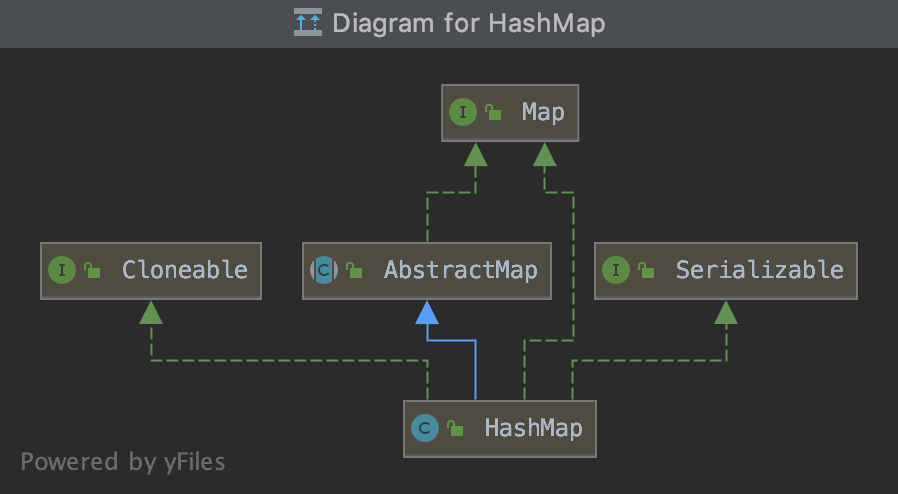 Diagram for HashMap
I Map
I Cloneable
C AbstractMap
I Serializable
C HashMap
Powered by yFiles